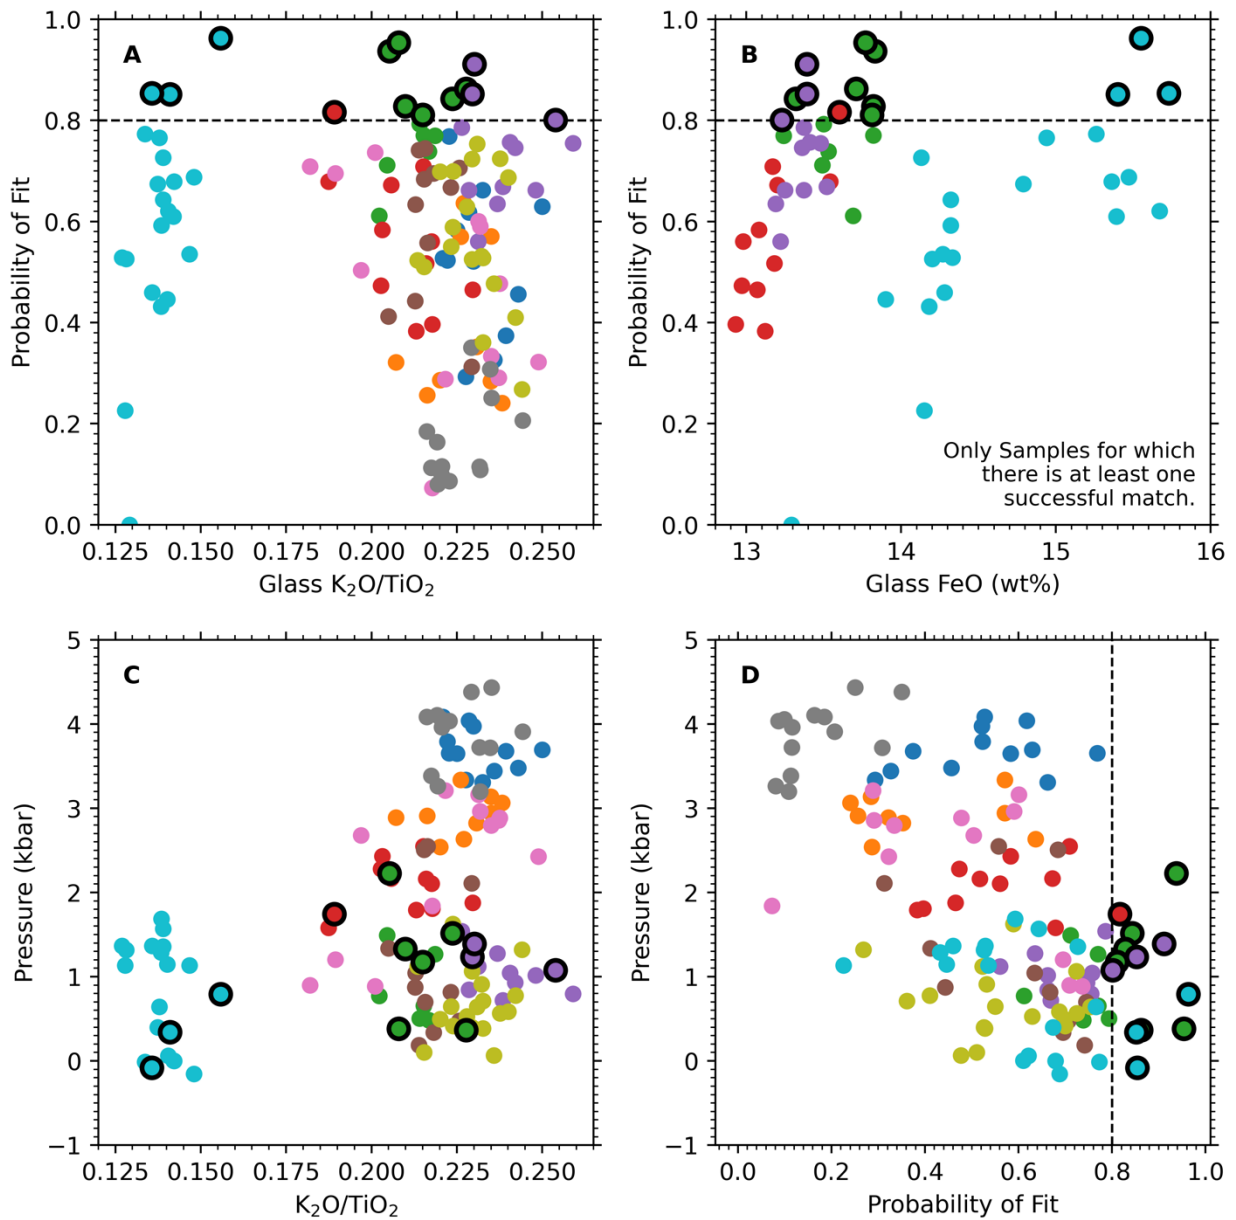 A
1.0
0.8
0.6
0.4
0.2
0.0
Probability of Fit
0.125 0.150 0.175 0.200 0.225 0.250
Glass K₂O/TiO₂
B
1.0
0.8
0.6
0.4
0.2
0.0
Probability of Fit
Only Samples for which
there is at least one
successful match.
13 14 15 16
Glass FeO (wt%)
C
5
4
3
2
1
0
−1
Pressure (kbar)
0.125 0.150 0.175 0.200 0.225 0.250
K₂O/TiO₂
D
5
4
3
2
1
0
−1
Pressure (kbar)
0.0 0.2 0.4 0.6 0.8 1.0
Probability of Fit